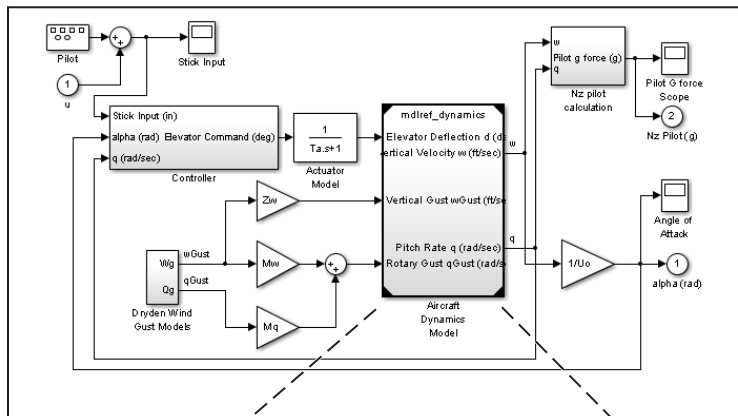 Pilot
1
u
Stick Input
Stick Input (in)
alpha (rad) Elevator Command (deg)
q (rad/sec)
Controller
1
Ta.s+1
Actuator
Model
mdlref_dynamics
Elevator Deflection d (d
ertical Velocity w (ft/sec)
Vertical Gust wGust (ft/s
Pitch Rate q (rad/sec)
Rotary Gust qGust (rad/s
Aircraft
Dynamics
Model
w
q
w
Pilot g force (g)
q
Nz pilot
calculation
Pilot G force
Scope
2
Nz Pilot (g)
Angle of
Attack
1/Uo
1
alpha (rad)
Zw
Mw
Mq
Wg
Qg
wGust
qGust
Dryden Wind
Gust Models